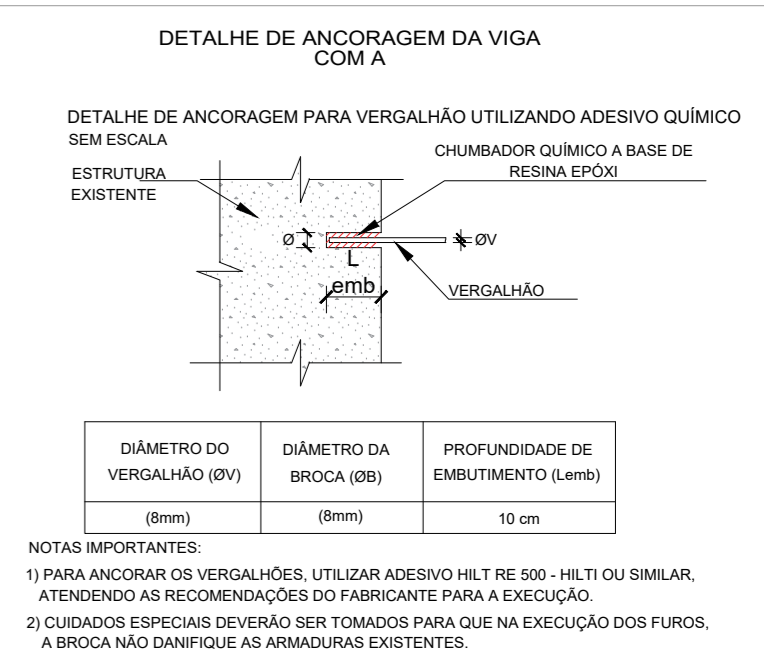 DETALHE DE ANCORAGEM DA VIGA
COM A
DETALHE DE ANCORAGEM PARA VERGALHÃO UTILIZANDO ADESIVO QUÍMICO
SEM ESCALA
CHUMBADOR QUÍMICO A BASE DE
RESINA EPÓXI
ESTRUTURA
EXISTENTE
Ø
ØV
L
emb
VERGALHÃO
DIÂMETRO DO
VERGALHÃO (ØV)
DIÂMETRO DA
BROCA (ØB)
PROFUNDIDADE DE
EMBUTIMENTO (Lemb)
(8mm)
(8mm)
10 cm
NOTAS IMPORTANTES:
1) PARA ANCORAR OS VERGALHÕES, UTILIZAR ADESIVO HILT RE 500 - HILTI OU SIMILAR,
ATENDENDO AS RECOMENDAÇÕES DO FABRICANTE PARA A EXECUÇÃO.
2) CUIDADOS ESPECIAIS DEVERÃO SER TOMADOS PARA QUE NA EXECUÇÃO DOS FUROS,
A BROCA NÃO DANIFIQUE AS ARMADURAS EXISTENTES.